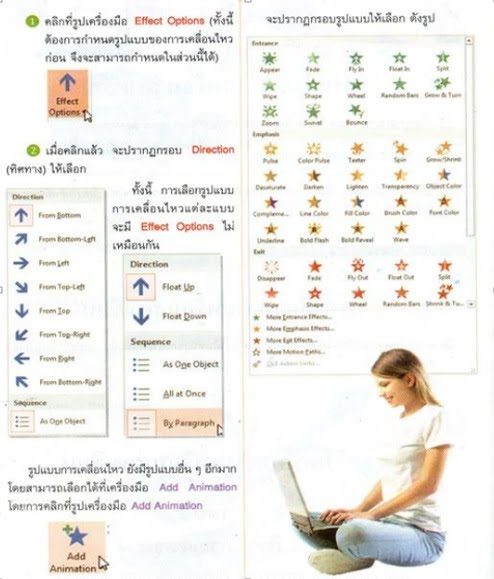 1 คลิกที่รูปเครื่องมือ Effect Options (ทั้งนี้
ต้องการกำหนดรูปแบบของการเคลื่อนไหว
ก่อน จึงจะสามารถกำหนดในส่วนนี้ได้)
Effect
Options
2 เมื่อคลิกแล้ว จะปรากฏกรอบ Direction
(ทิศทาง) ให้เลือก
Direction
From Bottom
From Bottom-Left
From Left
From Top-Left
From Top
From Top-Right
From Right
From Bottom-Right
Sequence
As One Object
ทั้งนี้ การเลือกรูปแบบ
การเคลื่อนไหวแต่ละแบบ
จะมี Effect Options ไม่
เหมือนกัน
Direction
Float Up
Float Down
Sequence
As One Object
All at Once
By Paragraph
รูปแบบการเคลื่อนไหว ยังมีรูปแบบอื่น ๆ อีกมาก
โดยสามารถเลือกได้ที่เครื่องมือ Add Animation
โดยการคลิกที่รูปเครื่องมือ Add Animation
Add
Animation
จะปรากฏกรอบรูปแบบให้เลือก ดังรูป
Entrance
Appear Fade Fly In Float In Split
Wipe Shape Wheel Random Bars Grow & Turn
Zoom Swivel Bounce
Emphasis
Pulse Color Pulse Teeter Spin Grow/Shrink
Desaturate Darken Lighten Transparency Object Color
Compleme... Line Color Fill Color Brush Color Font Color
Underline Bold Flash Bold Reveal Wave
Exit
Disappear Fade Fly Out Float Out Split
Wipe Shape Wheel Random Bars Shrink & Tu...
More Entrance Effects...
More Emphasis Effects...
More Exit Effects...
More Motion Paths...
OLE Action Verbs...